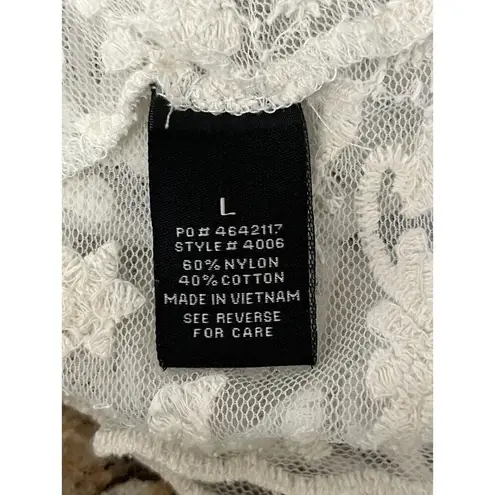 L
PO# 4642117
STYLE# 4006
60% NYLON
40% COTTON
MADE IN VIETNAM
SEE REVERSE
FOR CARE